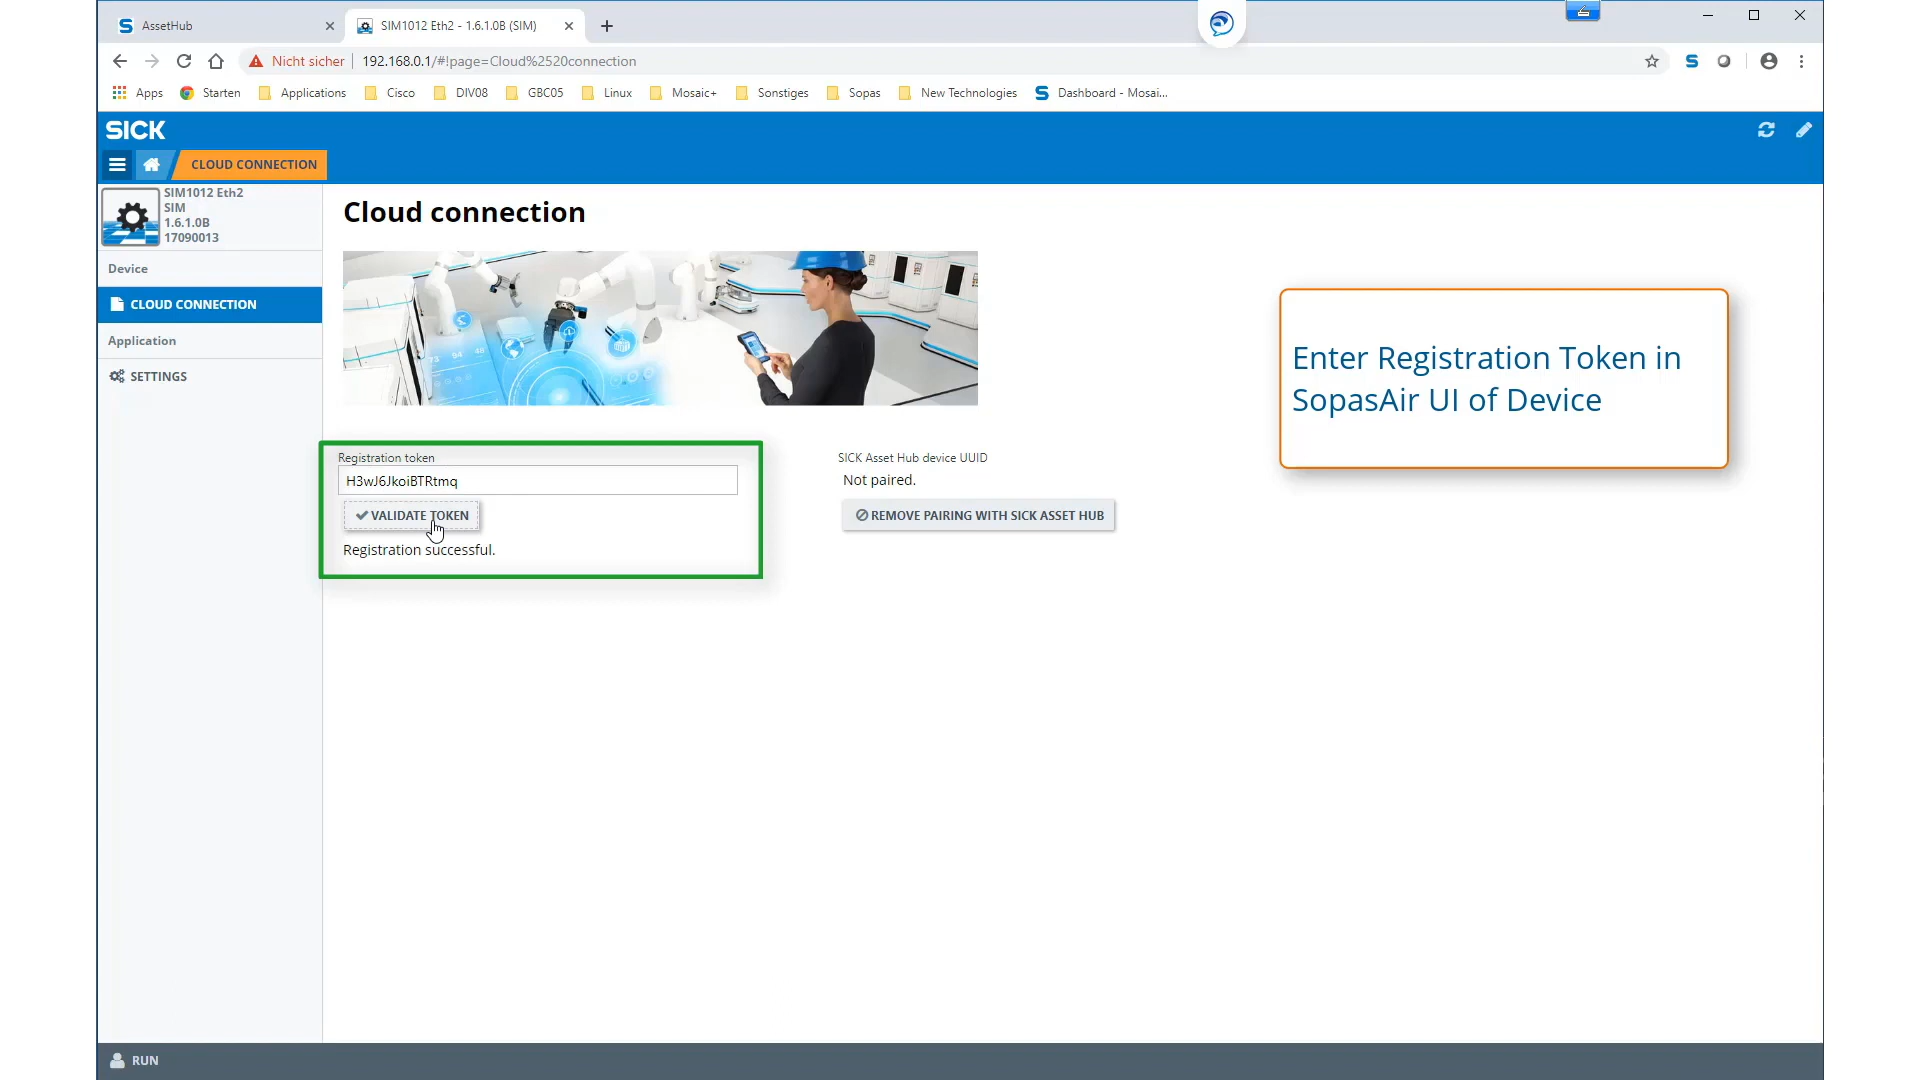 AssetHub
SIM1012 Eth2 - 1.6.1.0B (SIM)
Nicht sicher
192.168.0.1/#!page=Cloud%2520connection
Apps
Starten
Applications
Cisco
DIV08
GBC05
Linux
Mosaic+
Sonstiges
Sopas
New Technologies
Dashboard - Mosai...
SICK
CLOUD CONNECTION
SIM1012 Eth2
SIM
1.6.1.0B
17090013
Device
CLOUD CONNECTION
Application
SETTINGS
Cloud connection
Enter Registration Token in
SopasAir UI of Device
Registration token
H3wJ6JkoiBTRtmq
VALIDATE TOKEN
Registration successful.
SICK Asset Hub device UUID
Not paired.
REMOVE PAIRING WITH SICK ASSET HUB
RUN